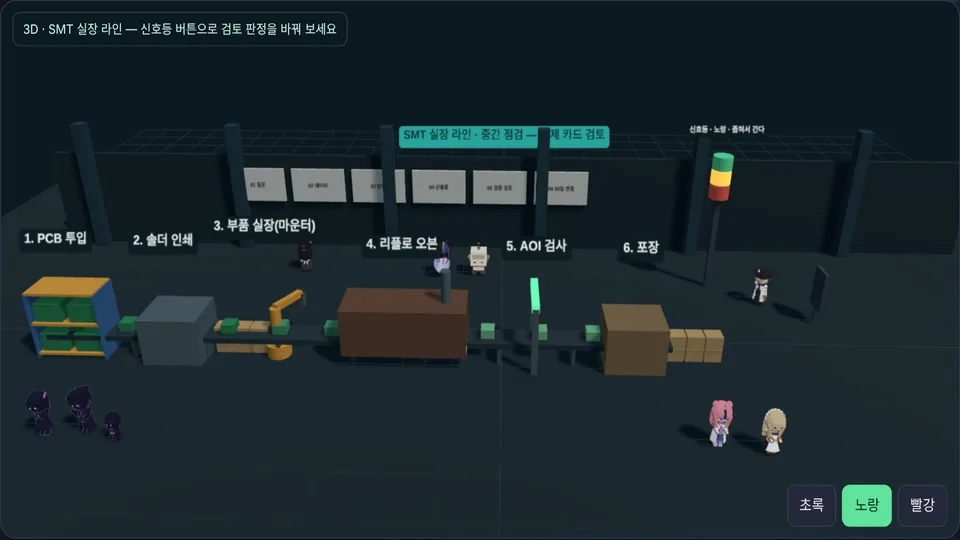 3D · SMT 실장 라인 — 신호등 버튼으로 검토 판정을 바꿔 보세요
신호등 · 노랑 · 좁혀서 간다
SMT 실장 라인 · 중간 점검 — 제 카드 검토
1. PCB 투입
2. 솔더 인쇄
3. 부품 실장(마운터)
4. 리플로 오븐
5. AOI 검사
6. 포장
초록
노랑
빨강